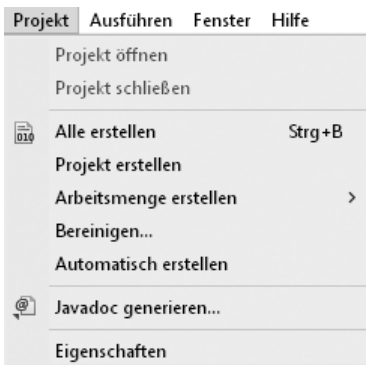 Projekt Ausführen Fenster Hilfe
Projekt öffnen
Projekt schließen
010
Alle erstellen Strg+B
Projekt erstellen
Arbeitsmenge erstellen >
Bereinigen...
Automatisch erstellen
@ Javadoc generieren...
Eigenschaften